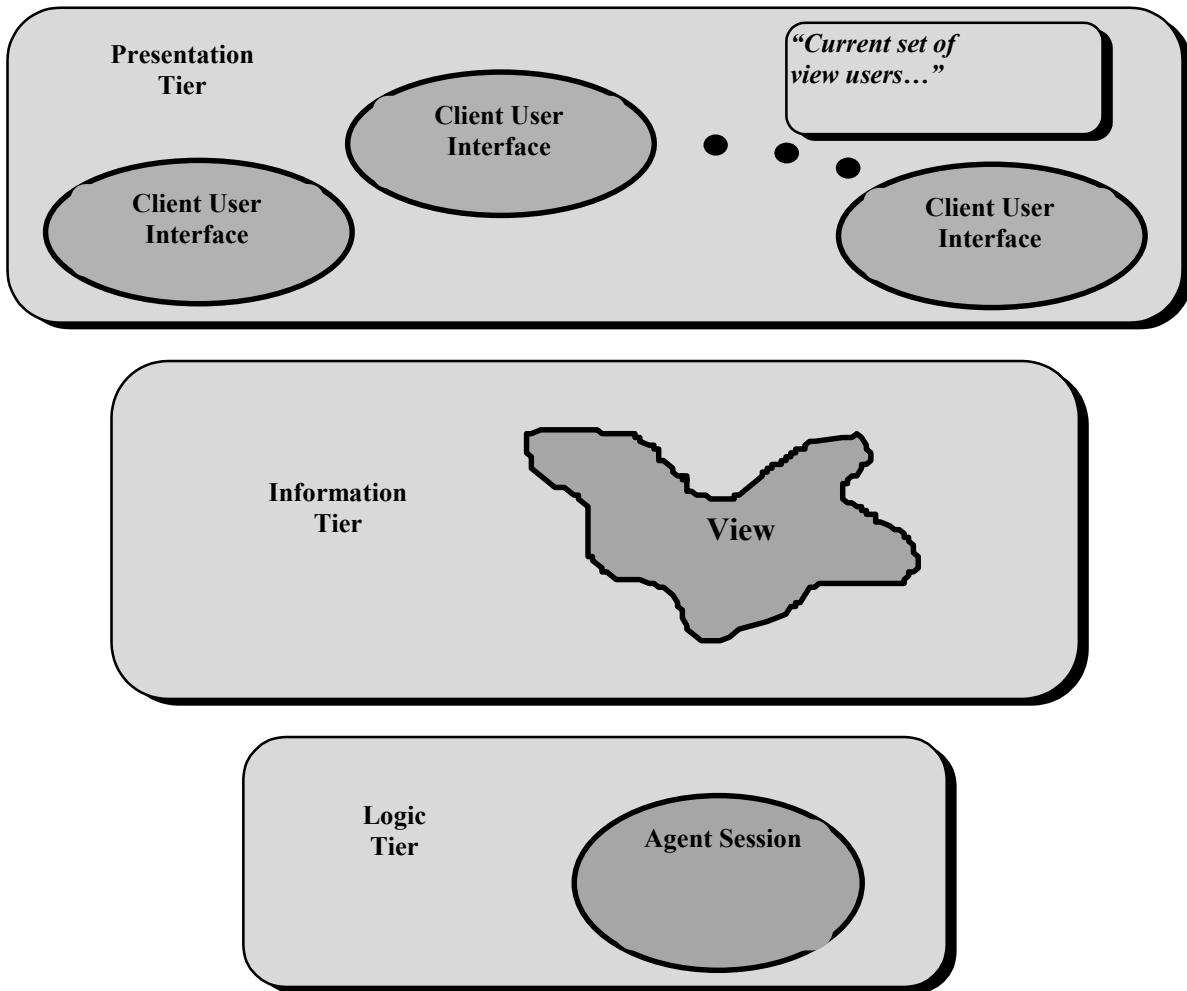 Presentation
Tier
“Current set of
view users…”
Client User
Interface
Client User
Interface
Client User
Interface
Information
Tier
View
Logic
Tier
Agent Session